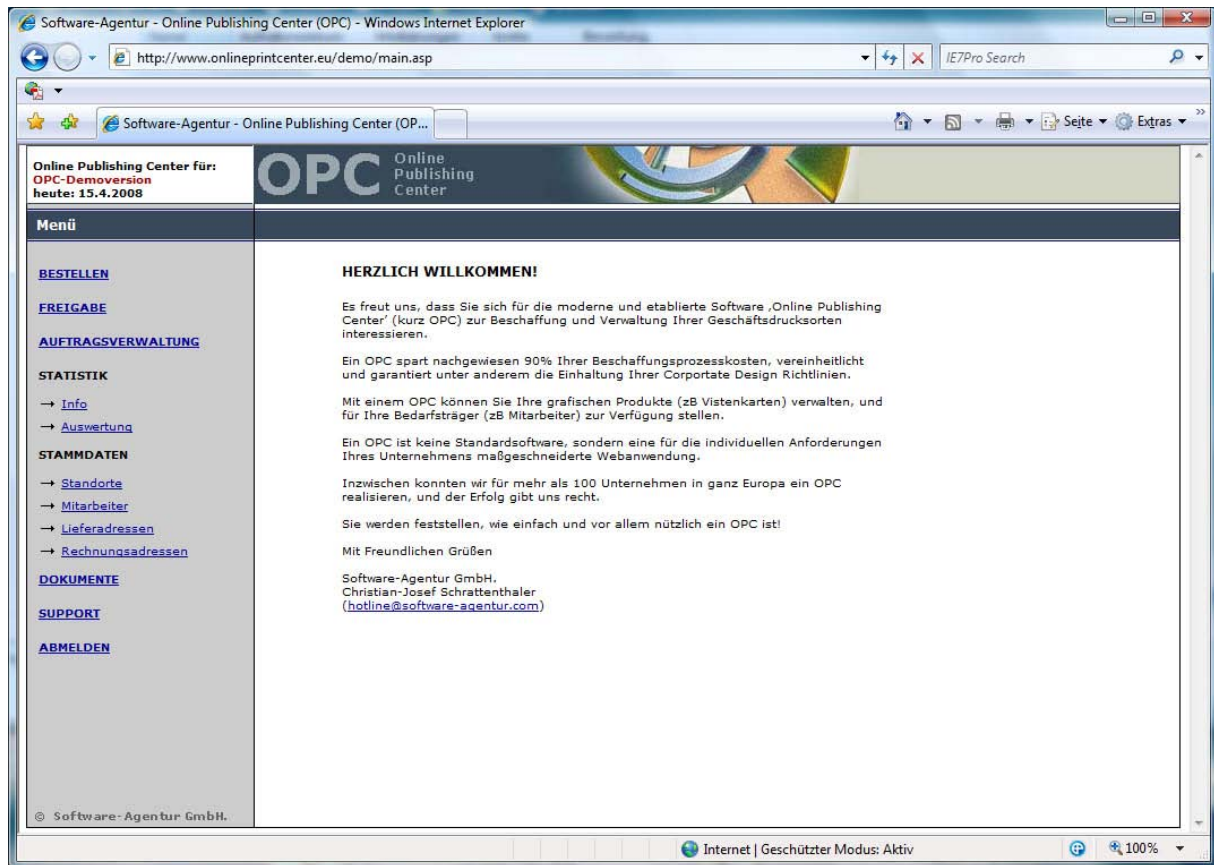 Software-Agentur - Online Publishing Center (OPC) - Windows Internet Explorer
http://www.onlineprintcenter.eu/demo/main.asp
IE7Pro Search
Software-Agentur - Online Publishing Center (OP...
Seite
Extras
Online Publishing Center für:
OPC-Demoversion
heute: 15.4.2008
OPC Online
Publishing
Center
Menü
BESTELLEN
FREIGABE
AUFTRAGSVERWALTUNG
STATISTIK
→ Info
→ Auswertung
STAMMDATEN
→ Standorte
→ Mitarbeiter
→ Lieferadressen
→ Rechnungsadressen
DOKUMENTE
SUPPORT
ABMELDEN
© Software-Agentur GmbH.
HERZLICH WILLKOMMEN!
Es freut uns, dass Sie sich für die moderne und etablierte Software ‚Online Publishing
Center' (kurz OPC) zur Beschaffung und Verwaltung Ihrer Geschäftsdrucksorten
interessieren.
Ein OPC spart nachgewiesen 90% Ihrer Beschaffungsprozesskosten, vereinheitlicht
und garantiert unter anderem die Einhaltung Ihrer Corportate Design Richtlinien.
Mit einem OPC können Sie Ihre grafischen Produkte (zB Vistenkarten) verwalten, und
für Ihre Bedarfsträger (zB Mitarbeiter) zur Verfügung stellen.
Ein OPC ist keine Standardsoftware, sondern eine für die individuellen Anforderungen
Ihres Unternehmens maßgeschneiderte Webanwendung.
Inzwischen konnten wir für mehr als 100 Unternehmen in ganz Europa ein OPC
realisieren, und der Erfolg gibt uns recht.
Sie werden feststellen, wie einfach und vor allem nützlich ein OPC ist!
Mit Freundlichen Grüßen
Software-Agentur GmbH.
Christian-Josef Schrattenthaler
(hotline@software-agentur.com)
Internet | Geschützter Modus: Aktiv
100%